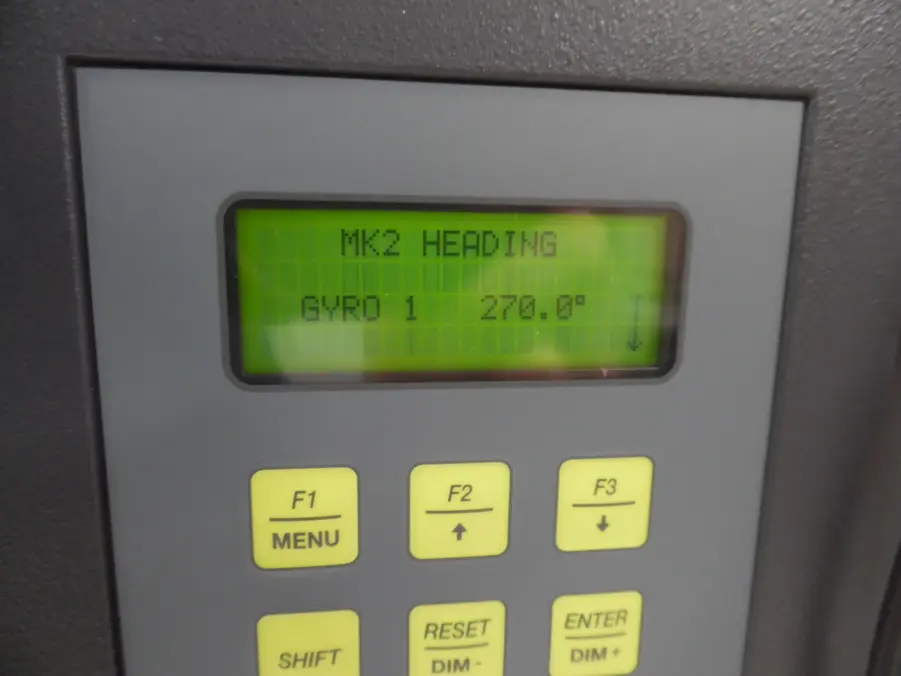 MK2 HEADING
GYRO 1 270.0°
F1
MENU
F2
↑
F3
↓
SHIFT
RESET
DIM -
ENTER
DIM +